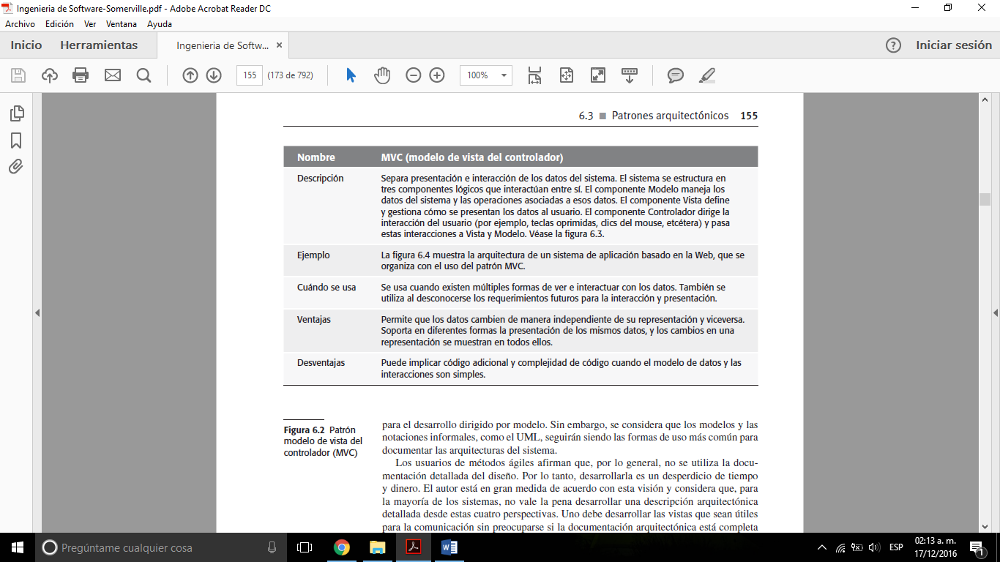 Ingenieria de Software-Somerville.pdf - Adobe Acrobat Reader DC
Archivo Edición Ver Ventana Ayuda
Inicio Herramientas Ingenieria de Softw... × ? Iniciar sesión
155 (173 de 792) 100%
6.3 ■ Patrones arquitectónicos 155
Nombre MVC (modelo de vista del controlador)
Descripción Separa presentación e interacción de los datos del sistema. El sistema se estructura en
tres componentes lógicos que interactúan entre sí. El componente Modelo maneja los
datos del sistema y las operaciones asociadas a esos datos. El componente Vista define
y gestiona cómo se presentan los datos al usuario. El componente Controlador dirige la
interacción del usuario (por ejemplo, teclas oprimidas, clics del mouse, etcétera) y pasa
estas interacciones a Vista y Modelo. Véase la figura 6.3.
Ejemplo La figura 6.4 muestra la arquitectura de un sistema de aplicación basado en la Web, que se
organiza con el uso del patrón MVC.
Cuándo se usa Se usa cuando existen múltiples formas de ver e interactuar con los datos. También se
utiliza al desconocerse los requerimientos futuros para la interacción y presentación.
Ventajas Permite que los datos cambien de manera independiente de su representación y viceversa.
Soporta en diferentes formas la presentación de los mismos datos, y los cambios en una
representación se muestran en todos ellos.
Desventajas Puede implicar código adicional y complejidad de código cuando el modelo de datos y las
interacciones son simples.
Figura 6.2 Patrón
modelo de vista del
controlador (MVC)
para el desarrollo dirigido por modelo. Sin embargo, se considera que los modelos y las
notaciones informales, como el UML, seguirán siendo las formas de uso más común para
documentar las arquitecturas del sistema.
Los usuarios de métodos ágiles afirman que, por lo general, no se utiliza la docu-
mentación detallada del diseño. Por lo tanto, desarrollarla es un desperdicio de tiempo
y dinero. El autor está en gran medida de acuerdo con esta visión y considera que, para
la mayoría de los sistemas, no vale la pena desarrollar una descripción arquitectónica
detallada desde estas cuatro perspectivas. Uno debe desarrollar las vistas que sean útiles
para la comunicación sin preocuparse si la documentación arquitectónica está completa
Pregúntame cualquier cosa
ESP
02:13 a. m.
17/12/2016
1